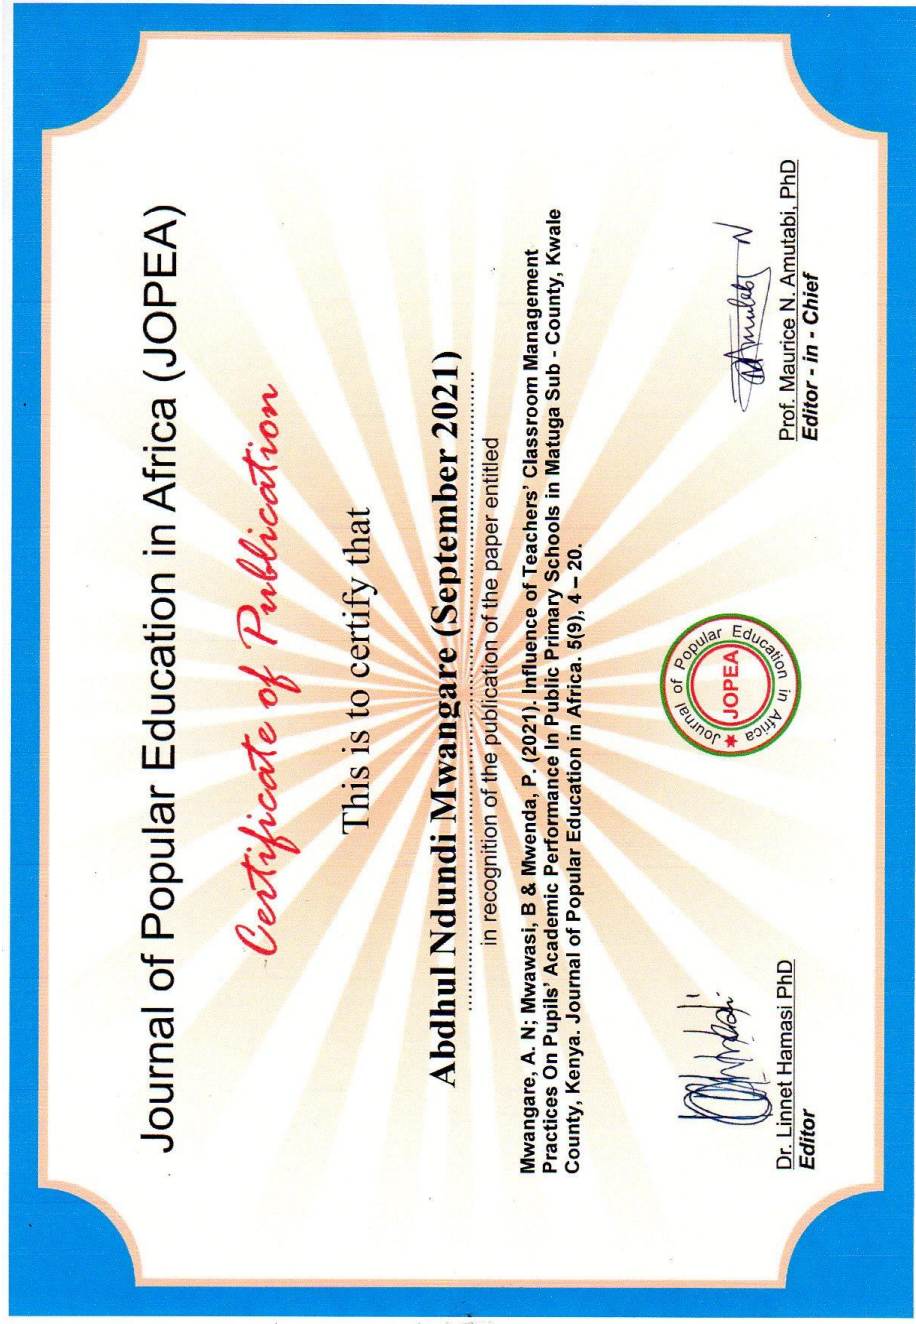 Journal of Popular Education in Africa (JOPEA)
Certificate of Publication
This is to certify that
Abdhul Ndundi Mwangare (September 2021)
in recognition of the publication of the paper entitled
Mwangare, A. N; Mwawasi, B & Mwenda, P. (2021). Influence of Teachers' Classroom Management
Practices On Pupils' Academic Performance In Public Primary Schools in Matuga Sub - County, Kwale
County, Kenya. Journal of Popular Education in Africa. 5(9), 4 – 20.
Journal of Popular Education in Africa
JOPEA
Dr. Linnet Hamasi PhD
Editor
Prof. Maurice N. Amutabi, PhD
Editor - in - Chief